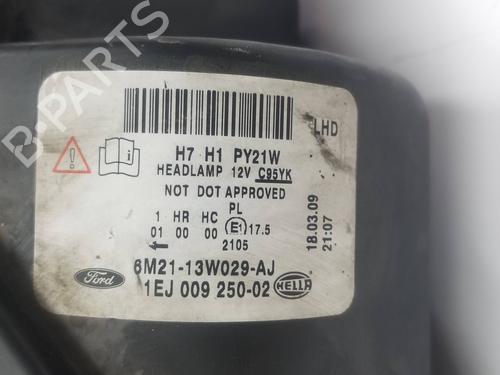 B-PARTS
LHD
H7 H1 PY21W
HEADLAMP 12V C95YK
NOT DOT APPROVED
1 HR HC PL
01 00 00 E1 17.5
2105
18.03.09
21:07
Ford
6M21-13W029-AJ
1EJ 009 250-02
HELLA